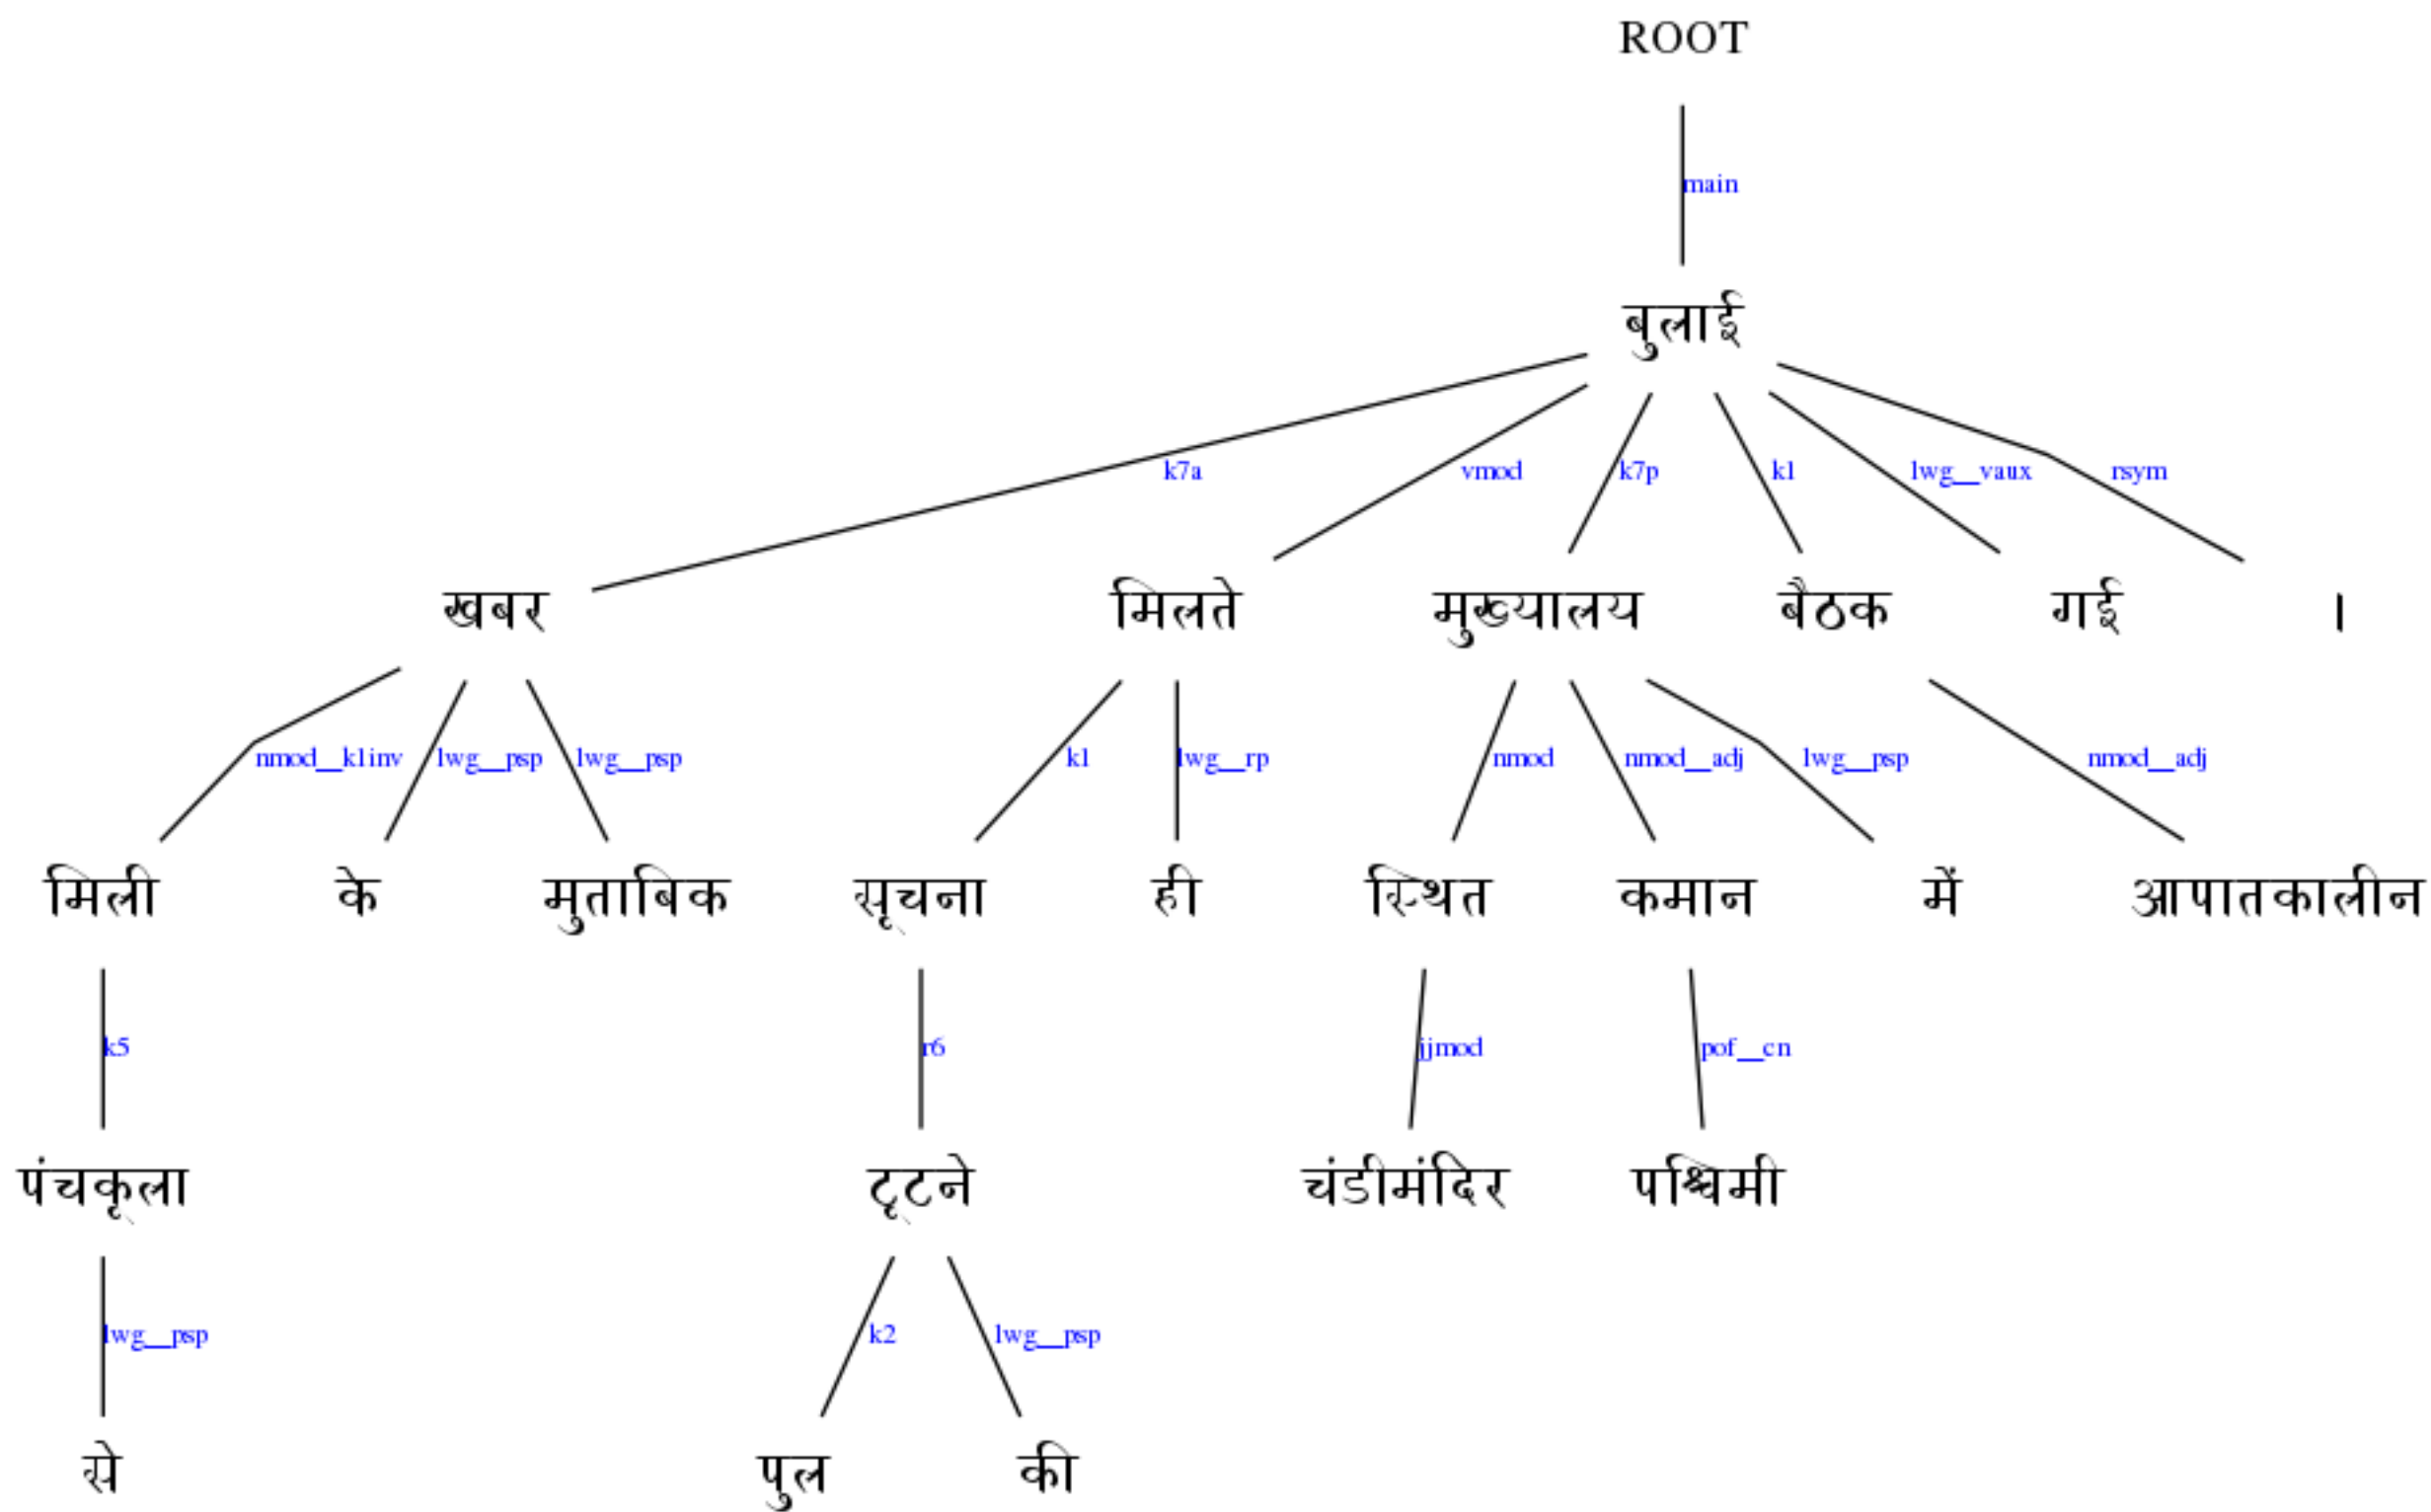 ROOT
main
बुलाई
k7a vmod k7p k1 lwg__vaux rsym
खबर मिलते मुख्यालय बैठक गई ।
nmod__k1inv lwg__psp lwg__psp k1 lwg__rp nmod nmod__adj lwg__psp nmod__adj
मिली के मुताबिक सूचना ही स्थित कमान में आपातकालीन
k5 r6 jjmod pof__cn
पंचकूला टूटने चंडीमंदिर पश्चिमी
lwg__psp k2 lwg__psp
से पुल की